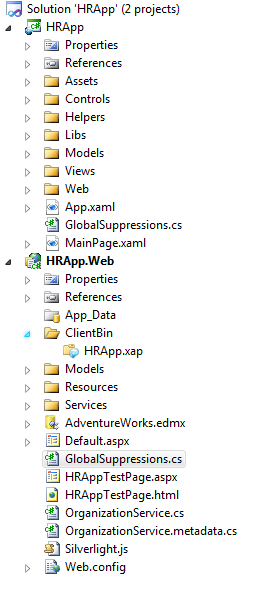 Solution 'HRApp' (2 projects)
HRApp
Properties
References
Assets
Controls
Helpers
Libs
Models
Views
Web
App.xaml
GlobalSuppressions.cs
MainPage.xaml
HRApp.Web
Properties
References
App_Data
ClientBin
HRApp.xap
Models
Resources
Services
AdventureWorks.edmx
Default.aspx
GlobalSuppressions.cs
HRAppTestPage.aspx
HRAppTestPage.html
OrganizationService.cs
OrganizationService.metadata.cs
Silverlight.js
Web.config